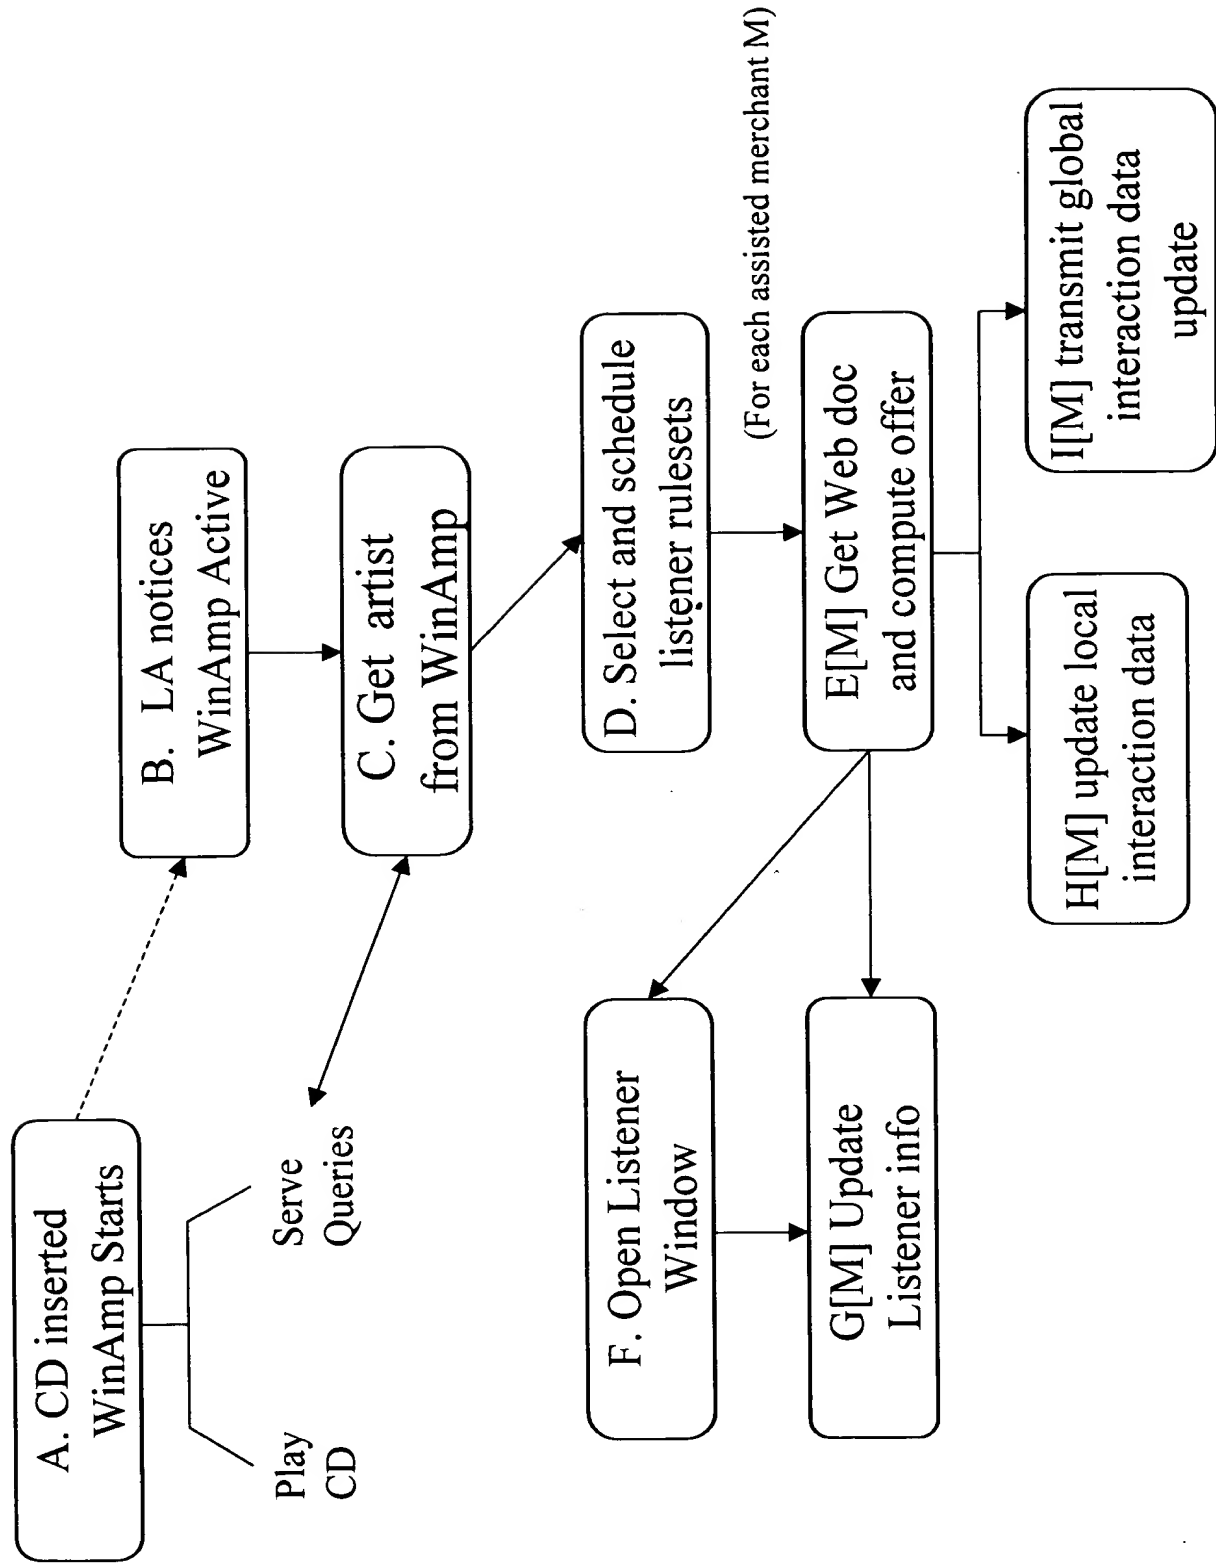 A. CD inserted
WinAmp Starts
Play
CD
Serve
Queries
B. LA notices
WinAmp Active
C. Get artist
from WinAmp
D. Select and schedule
listener rulesets
(For each assisted merchant M)
E[M] Get Web doc
and compute offer
F. Open Listener
Window
G[M] Update
Listener info
H[M] update local
interaction data
I[M] transmit global
interaction data
update